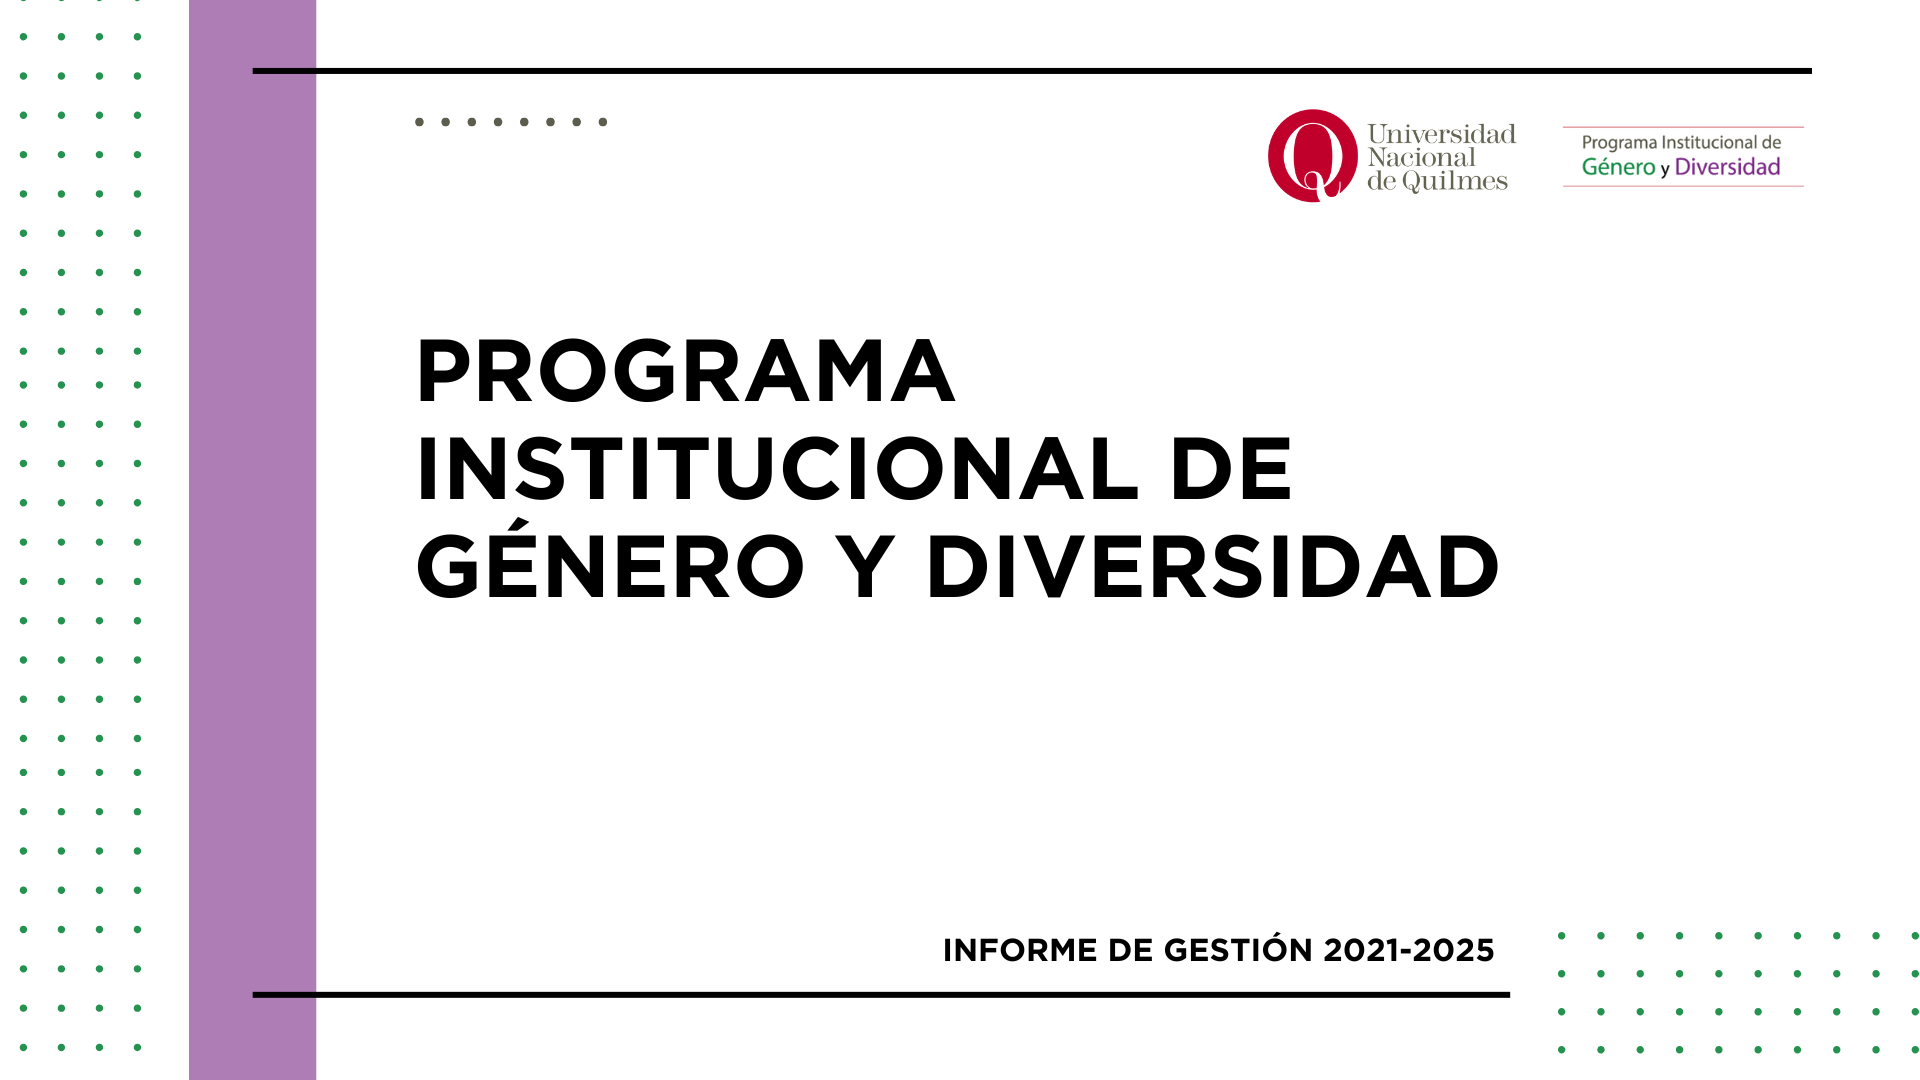 Universidad
Nacional
de Quilmes
Programa Institucional de
Género y Diversidad
PROGRAMA
INSTITUCIONAL DE
GÉNERO Y DIVERSIDAD
INFORME DE GESTIÓN 2021-2025